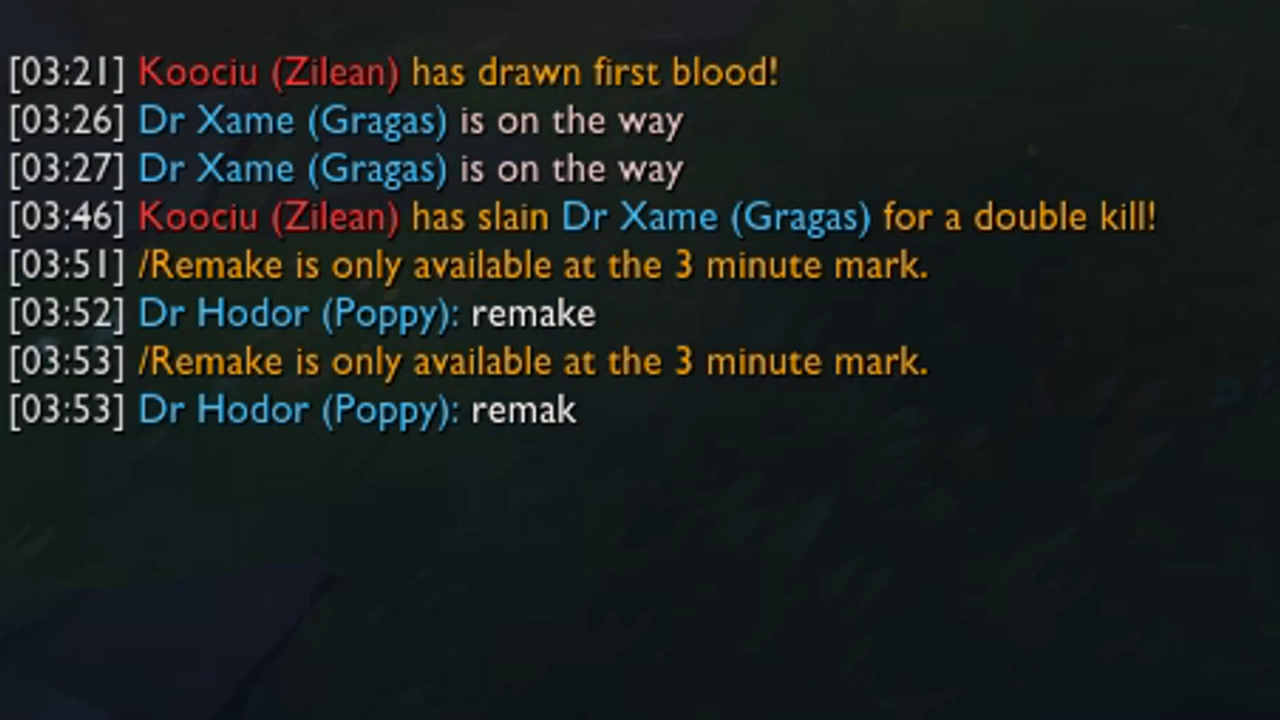 [03:21] Koociu (Zilean) has drawn first blood!
[03:26] Dr Xame (Gragas) is on the way
[03:27] Dr Xame (Gragas) is on the way
[03:46] Koociu (Zilean) has slain Dr Xame (Gragas) for a double kill!
[03:51] /Remake is only available at the 3 minute mark.
[03:52] Dr Hodor (Poppy): remake
[03:53] /Remake is only available at the 3 minute mark.
[03:53] Dr Hodor (Poppy): remak